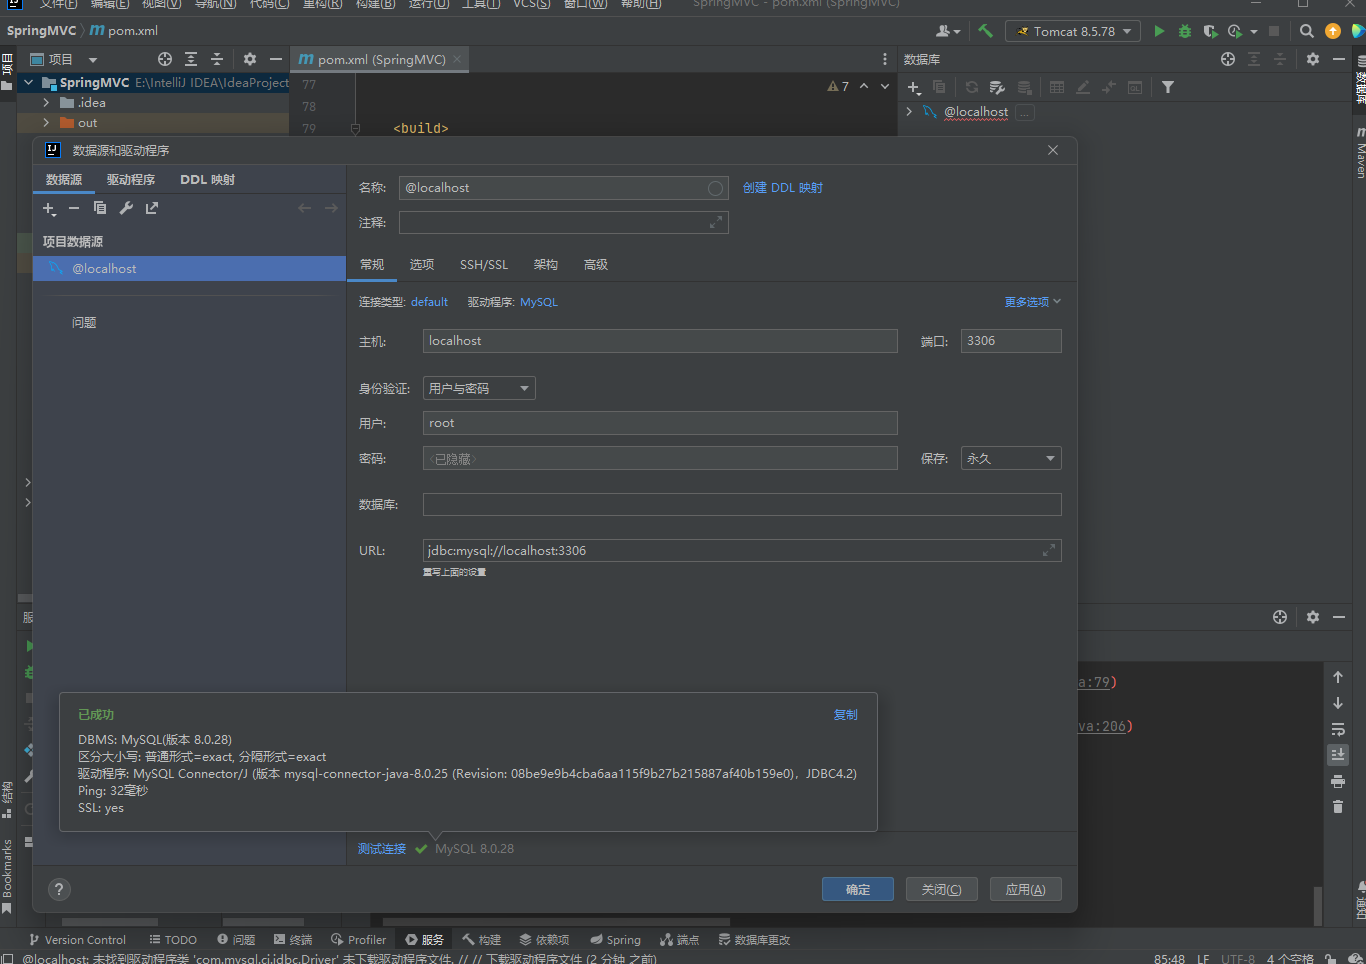 文件(F) 编辑(E) 视图(V) 导航(N) 代码(C) 重构(R) 构建(B) 运行(U) 工具(T) VCS(S) 窗口(W) 帮助(H) SpringMVC - pom.xml (SpringMVC)
SpringMVC pom.xml Tomcat 8.5.78
项目 pom.xml (SpringMVC) 数据库
SpringMVC E:\IntelliJ IDEA\IdeaProject 77 7
.idea 78 @localhost ...
out 79 <build>
数据源和驱动程序
数据源 驱动程序 DDL 映射
名称: @localhost 创建 DDL 映射
注释:
项目数据源
@localhost
问题
常规 选项 SSH/SSL 架构 高级
连接类型: default 驱动程序: MySQL 更多选项
主机: localhost 端口: 3306
身份验证: 用户与密码
用户: root
密码: <已隐藏> 保存: 永久
数据库:
URL: jdbc:mysql://localhost:3306
重写上面的设置
已成功 复制
DBMS: MySQL(版本 8.0.28)
区分大小写: 普通形式=exact, 分隔形式=exact
驱动程序: MySQL Connector/J (版本 mysql-connector-java-8.0.25 (Revision: 08be9e9b4cba6aa115f9b27b215887af40b159e0)，JDBC4.2)
Ping: 32毫秒
SSL: yes
测试连接 MySQL 8.0.28
? 确定 关闭(C) 应用(A)
a:79)
va:206)
项目
结构
Bookmarks
数据库
Maven
通知
Version Control TODO 问题 终端 Profiler 服务 构建 依赖项 Spring 端点 数据库更改
@localhost: 未找到驱动程序类 'com.mysql.cj.jdbc.Driver' 未下载驱动程序文件. // // 下载驱动程序文件 (2 分钟 之前) 85:48 LF UTF-8 4 个空格